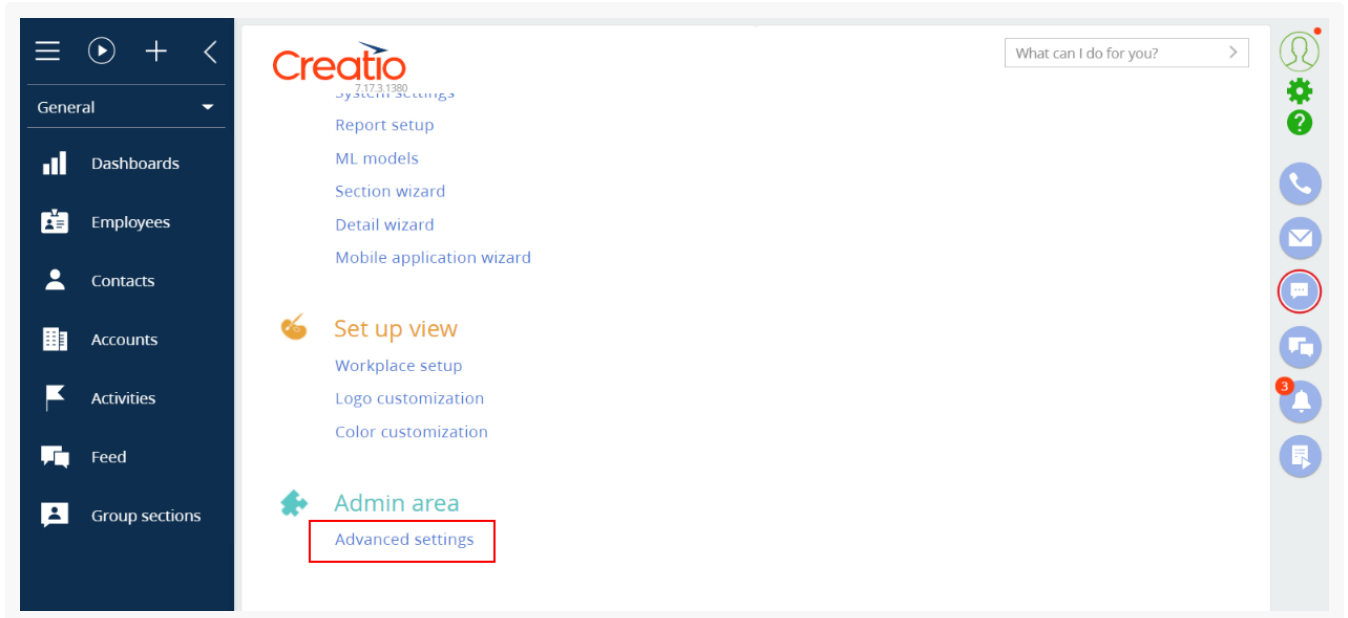 General
Dashboards
Employees
Contacts
Accounts
Activities
Feed
Group sections
Creatio
7.17.3.1380
What can I do for you?
System settings
Report setup
ML models
Section wizard
Detail wizard
Mobile application wizard
Set up view
Workplace setup
Logo customization
Color customization
Admin area
Advanced settings
?
3